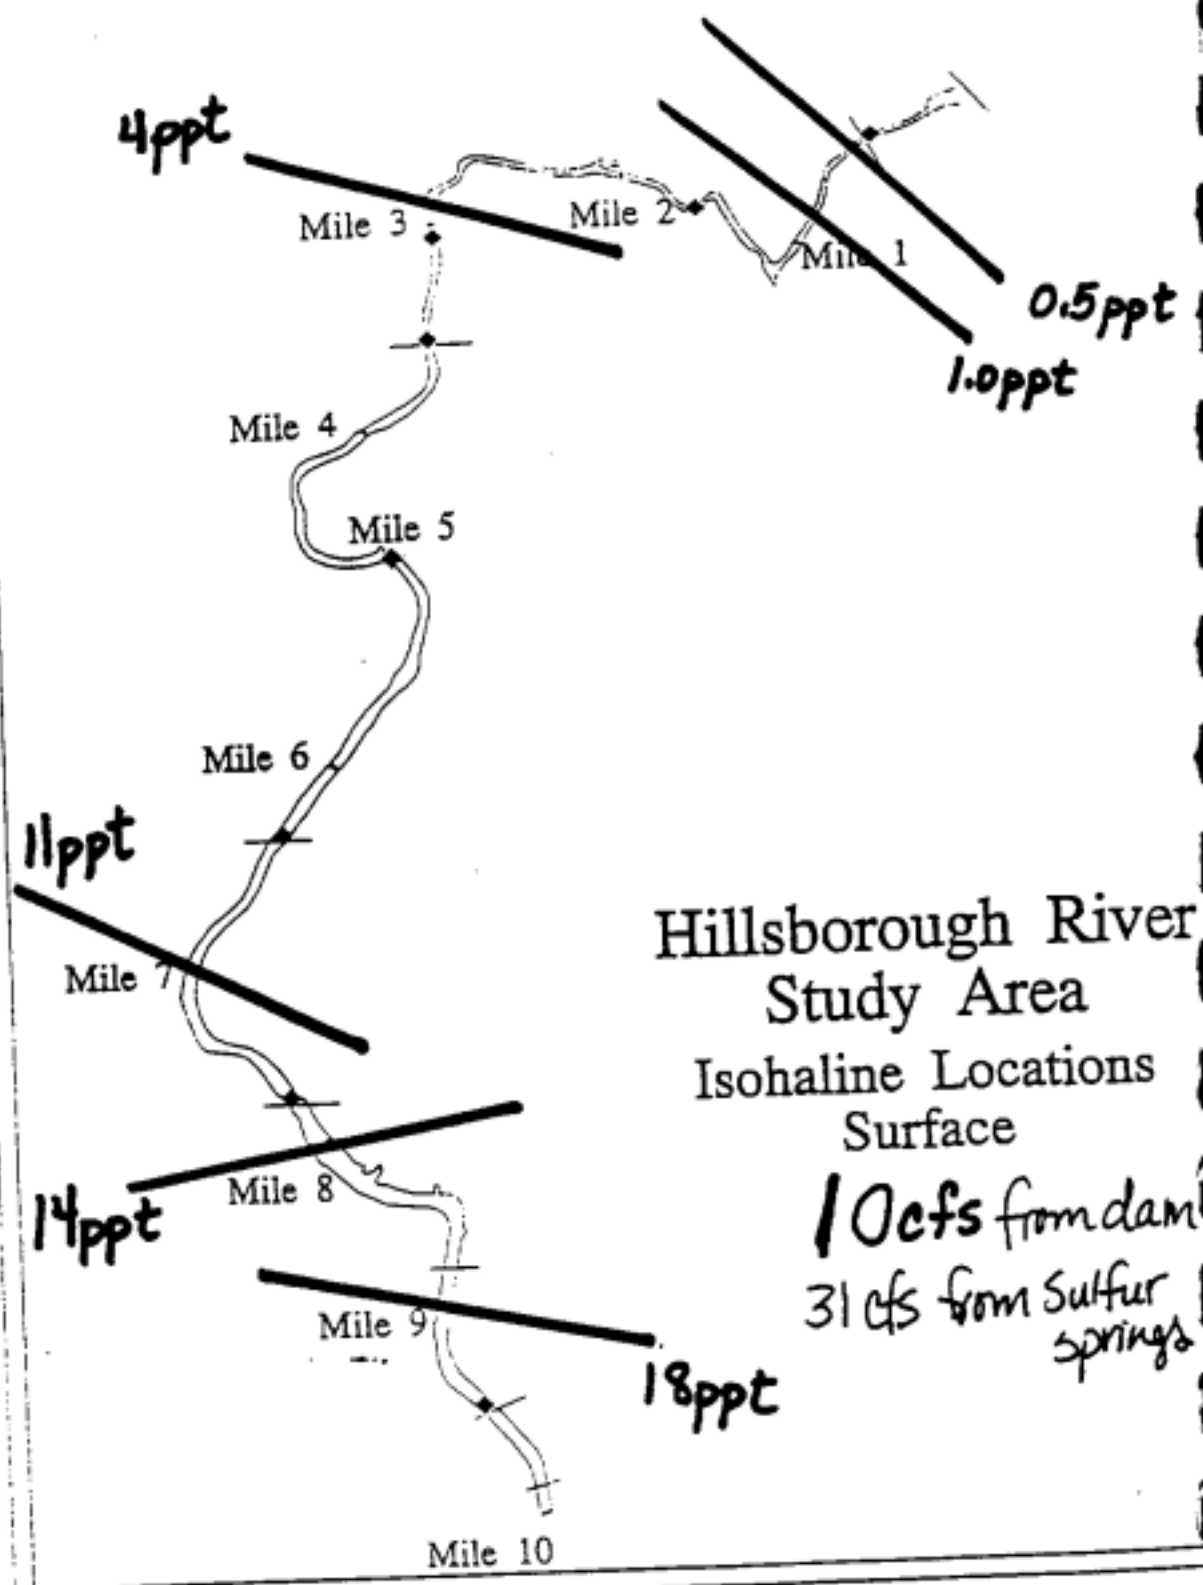 4ppt
Mile 3
Mile 2
Mile 1
0.5ppt
1.0ppt
Mile 4
Mile 5
Mile 6
11ppt
Mile 7
Hillsborough River
Study Area
Isohaline Locations
Surface
10cfs from dam
31 cfs from Sulfur
springs
14ppt
Mile 8
Mile 9
18ppt
Mile 10